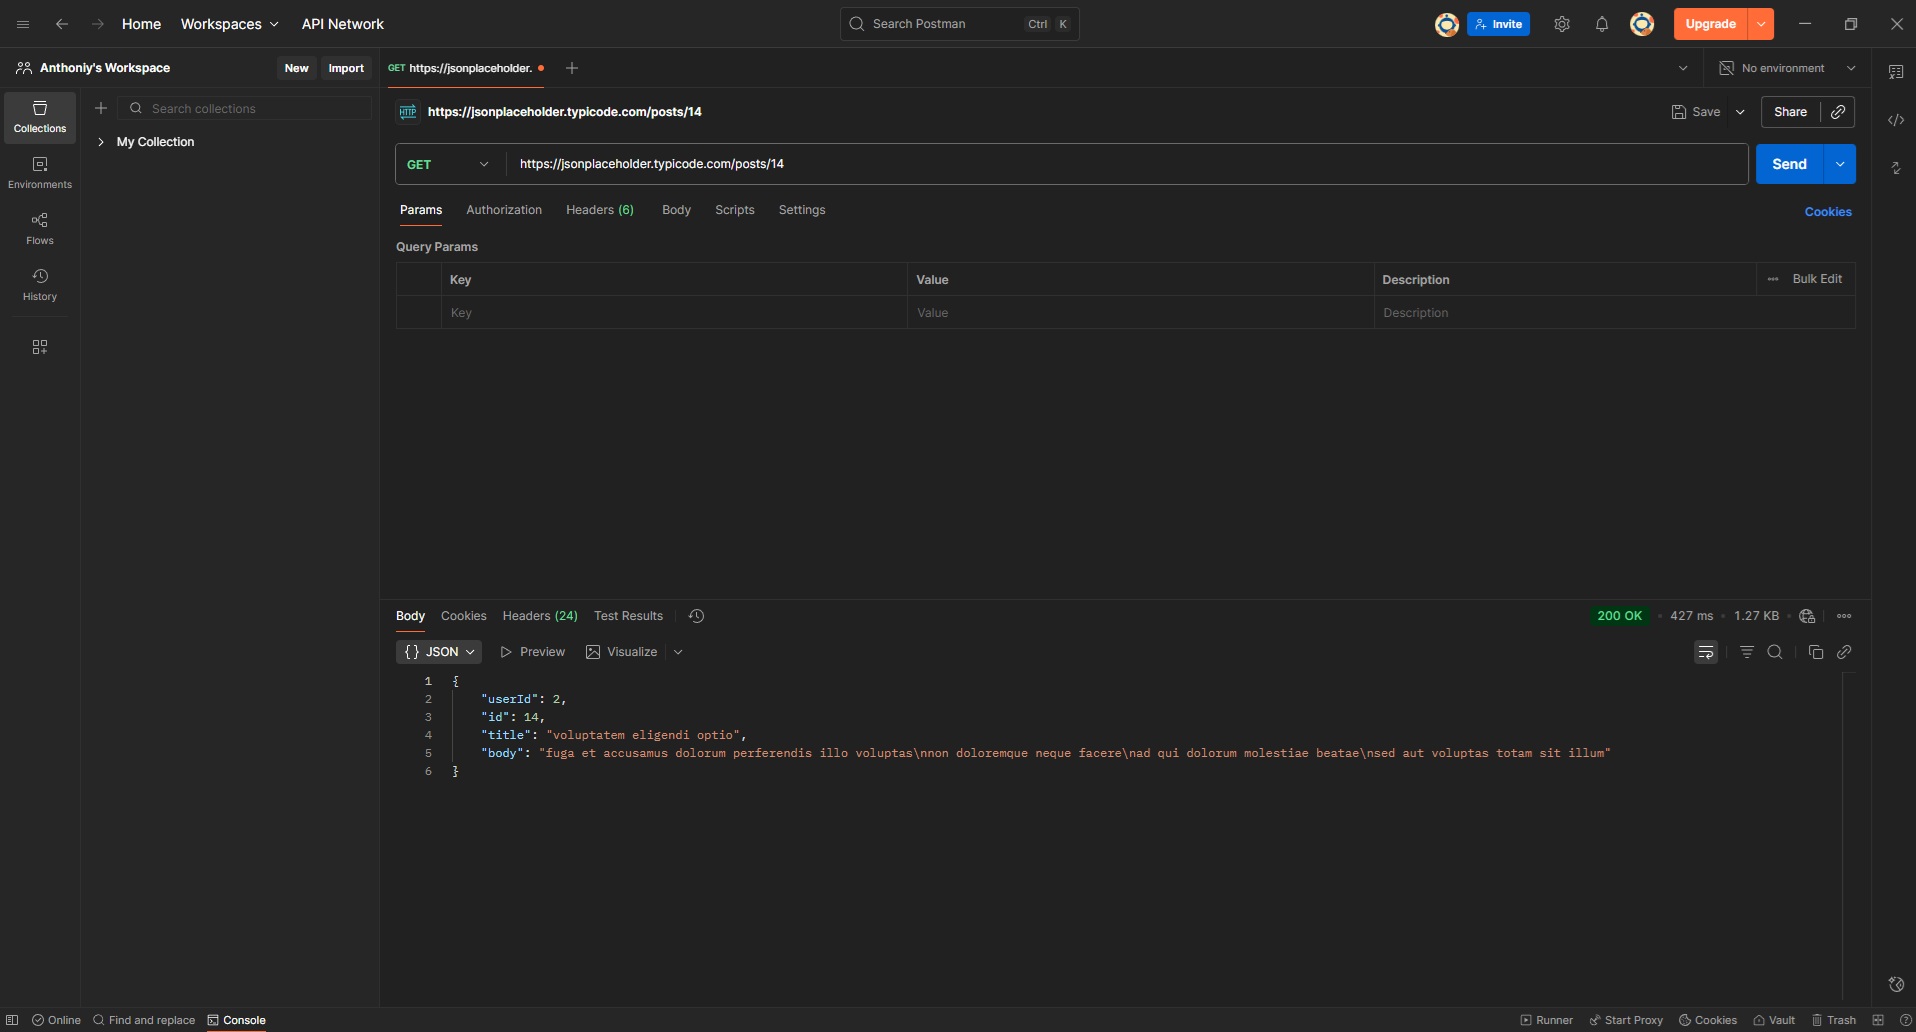 Home Workspaces API Network Search Postman Ctrl K Invite Upgrade
Anthoniy's Workspace New Import GET https://jsonplaceholder. No environment
Collections
Environments
Flows
History
Search collections
My Collection
HTTP https://jsonplaceholder.typicode.com/posts/14 Save Share
GET https://jsonplaceholder.typicode.com/posts/14 Send
Params Authorization Headers (6) Body Scripts Settings Cookies
Query Params
Key Value Description Bulk Edit
Key Value Description
Body Cookies Headers (24) Test Results 200 OK 427 ms 1.27 KB
{} JSON Preview Visualize
1 {
2 "userId": 2,
3 "id": 14,
4 "title": "voluptatem eligendi optio",
5 "body": "fuga et accusamus dolorum perferendis illo voluptas\nnon doloremque neque facere\nad qui dolorum molestiae beatae\nsed aut voluptas totam sit illum"
6 }
Online Find and replace Console Runner Start Proxy Cookies Vault Trash